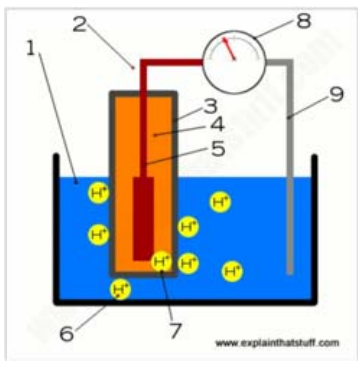 8
2
1
3
9
4
5
H+
H+
H+
H+
H+
H+
H+
H+
H+
6
7
www.explainthatstuff.com